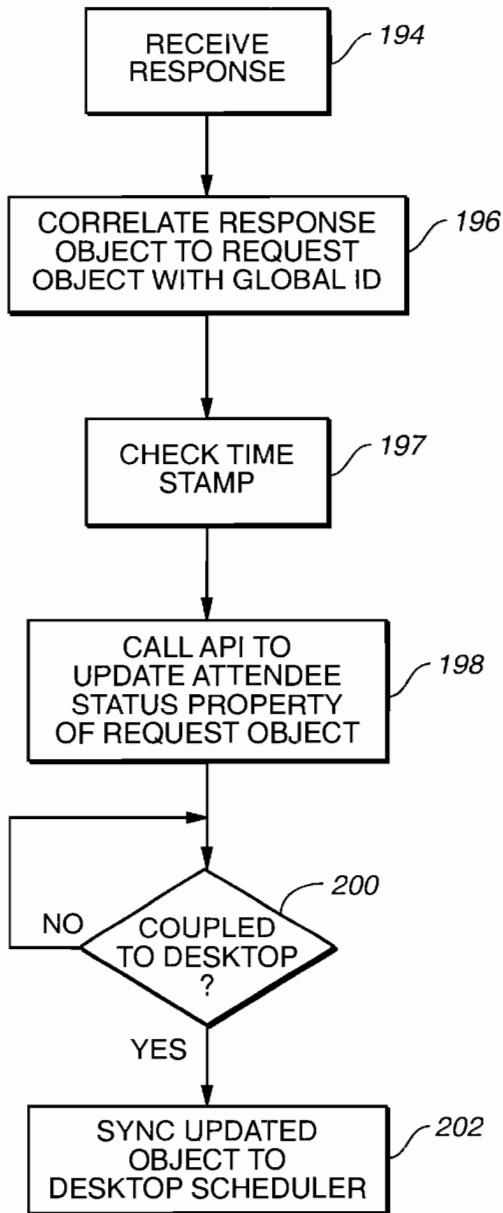 RECEIVE
RESPONSE
194
CORRELATE RESPONSE
OBJECT TO REQUEST
OBJECT WITH GLOBAL ID
196
CHECK TIME
STAMP
197
CALL API TO
UPDATE ATTENDEE
STATUS PROPERTY
OF REQUEST OBJECT
198
200
NO
COUPLED
TO DESKTOP
?
YES
SYNC UPDATED
OBJECT TO
DESKTOP SCHEDULER
202